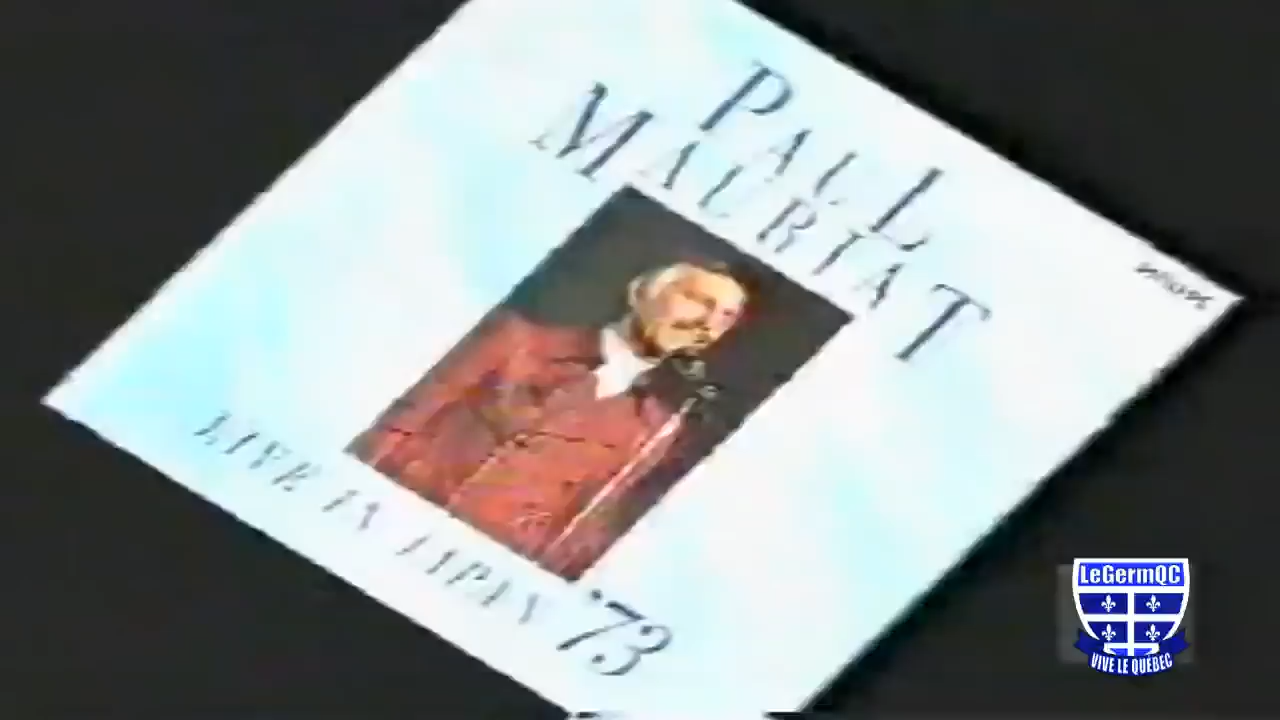 PAUL
MAURIAT
LIVE IN JAPAN '73
LeGermQC
VIVE LE QUÉBEC